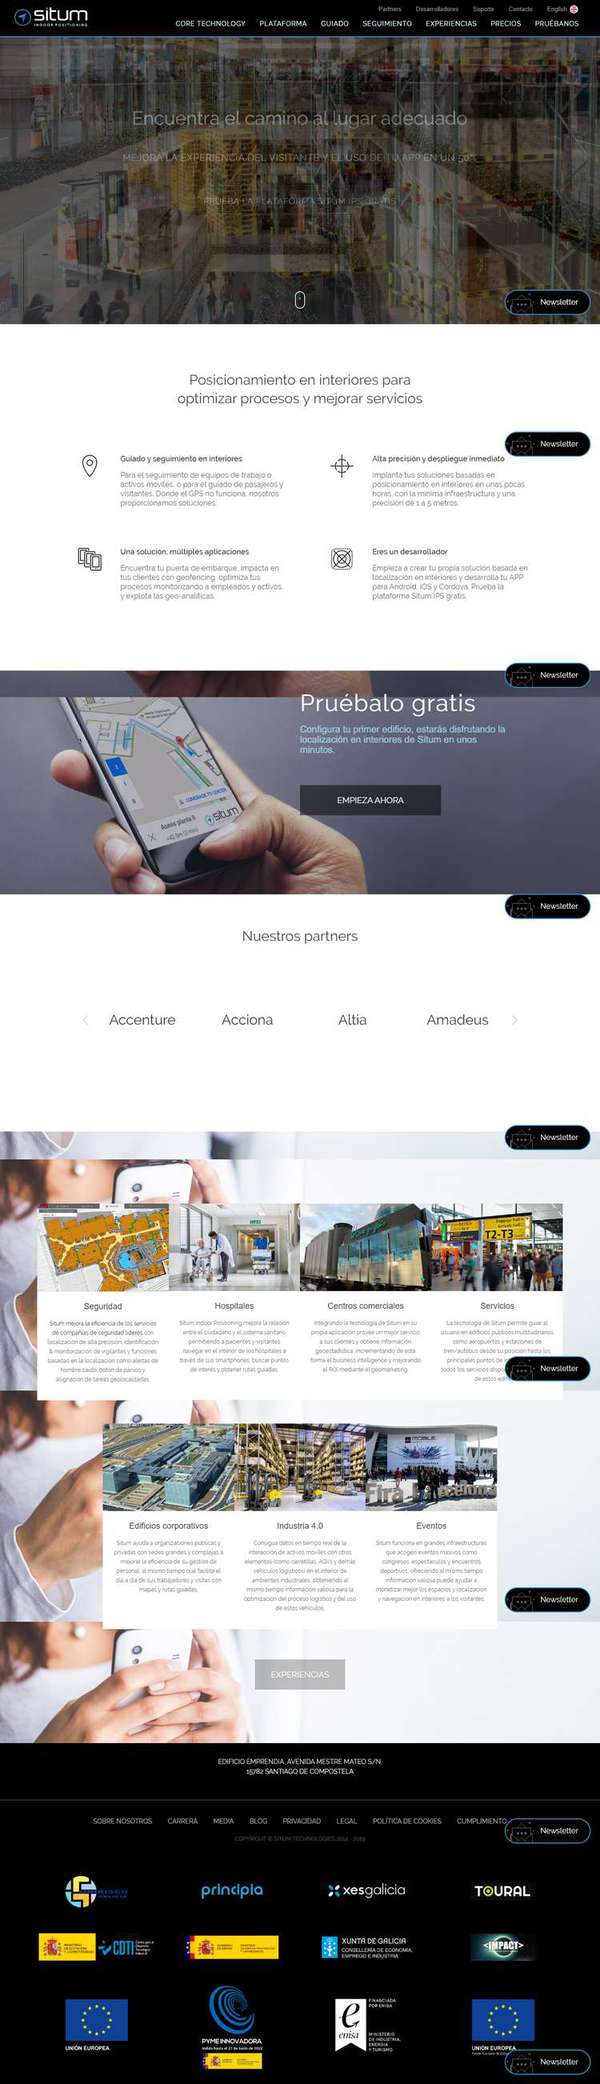 situm
INDOOR POSITIONING
Partners Desarrolladores Soporte Contacto English
CORE TECHNOLOGY PLATAFORMA GUIADO SEGUIMIENTO EXPERIENCIAS PRECIOS PRUÉBANOS
Encuentra el camino al lugar adecuado
MEJORA LA EXPERIENCIA DEL VISITANTE Y EL USO DE TU APP EN UN 50%
PRUEBA LA PLATAFORMA SITUM IPS GRATIS
Newsletter
Posicionamiento en interiores para
optimizar procesos y mejorar servicios
Newsletter
Guiado y seguimiento en interiores
Para el seguimiento de equipos de trabajo o
activos móviles, o para el guiado de pasajeros y
visitantes. Donde el GPS no funciona, nosotros
proporcionamos soluciones.
Alta precisión y despliegue inmediato
Implanta tus soluciones basadas en
posicionamiento en interiores en unas pocas
horas, con la mínima infraestructura y una
precisión de 1 a 5 metros.
Una solución, múltiples aplicaciones
Encuentra tu puerta de embarque, impacta en
tus clientes con geofencing, optimiza tus
procesos monitorizando a empleados y activos,
y explota las geo-analíticas.
Eres un desarrollador
Empieza a crear tu propia solución basada en
localización en interiores y desarrolla tu APP
para Android, iOS y Cordova. Prueba la
plataforma Situm IPS gratis.
Newsletter
Pruébalo gratis
Configura tu primer edificio, estarás disfrutando la
localización en interiores de Situm en unos
minutos.
EMPIEZA AHORA
COMEBACK TO CENTER
Aseos planta 0
situm
Newsletter
Nuestros partners
Accenture Acciona Altia Amadeus
Newsletter
T2-T3
Seguridad
Situm mejora la eficiencia de los servicios
de compañías de seguridad líderes con
localización de alta precisión, identificación
& monitorización de vigilantes y funciones
basadas en la localización como alertas de
hombre caído, botón de pánico y
asignación de tareas geolocalizadas.
Hospitales
Situm Indoor Positioning mejora la relación
entre el ciudadano y el sistema sanitario
permitiendo a pacientes y visitantes
navegar en el interior de los hospitales a
través de sus smartphones, buscar puntos
de interés y obtener rutas guiadas.
Centros comerciales
Integrando la tecnología de Situm en su
propia aplicación provee un mejor servicio
a sus clientes y obtiene información
geoestadística, incrementando de esta
forma el business intelligence y mejorando
el ROI mediante el geomarketing.
Servicios
La tecnología de Situm permite guiar al
usuario en edificios públicos multitudinarios
como aeropuertos y estaciones de
tren/autobús desde su posición hasta los
principales puntos de
todos los servicios disp
de estos edif
Newsletter
MOBILE
Edificios corporativos
Situm ayuda a organizaciones públicas y
privadas con sedes grandes y complejas a
mejorar la eficiencia de su gestión de
personal, al mismo tiempo que facilita el
día a día de sus trabajadores y visitas con
mapas y rutas guiadas.
Industria 4.0
Consigue datos en tiempo real de la
interacción de activos móviles con otros
elementos (como carretillas, AGVs y demás
vehículos logísticos) en el interior de
ambientes industriales, obteniendo al
mismo tiempo información valiosa para la
optimización del proceso logístico y del uso
de estos vehículos.
Eventos
Situm funciona en grandes infraestructuras
que acogen eventos masivos como
congresos, espectáculos y encuentros
deportivos, ofreciendo al mismo tiempo
información valiosa puede ayudar a
monetizar mejor los espacios y localización
y navegación en interiores a los visitantes.
Newsletter
EXPERIENCIAS
EDIFICIO EMPRENDIA, AVENIDA MESTRE MATEO S/N
15782 SANTIAGO DE COMPOSTELA
SOBRE NOSOTROS CARRERA MEDIA BLOG PRIVACIDAD LEGAL POLÍTICA DE COOKIES CUMPLIMIENTO
Newsletter
COPYRIGHT © SITUM TECHNOLOGIES 2014 - 2019
principia
xesgalicia
TOURAL
CDTI
XUNTA DE GALICIA
CONSELLERÍA DE ECONOMÍA,
EMPREGO E INDUSTRIA
IMPACT
UNIÓN EUROPEA
PYME INNOVADORA
Válido hasta el 21 de junio de 2022
FINANCIADA
POR ENISA
enisa
MINISTERIO
DE INDUSTRIA,
ENERGÍA
Y TURISMO
UNIÓN EUROPEA
Newsletter